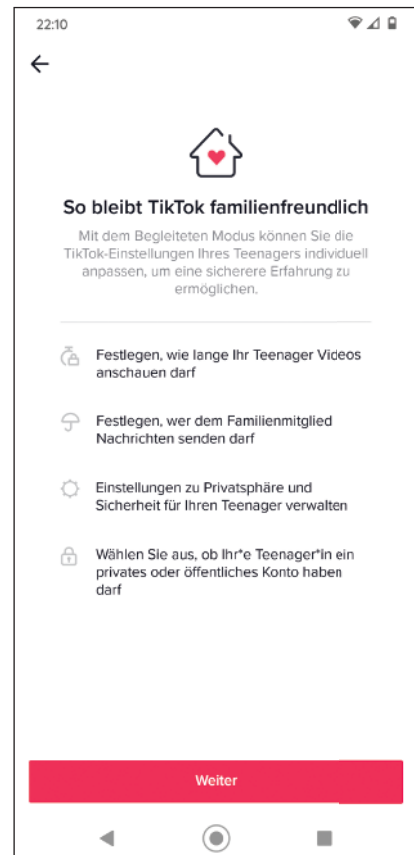 22:10
So bleibt TikTok familienfreundlich
Mit dem Begleiteten Modus können Sie die
TikTok-Einstellungen Ihres Teenagers individuell
anpassen, um eine sicherere Erfahrung zu
ermöglichen.
Festlegen, wie lange Ihr Teenager Videos
anschauen darf
Festlegen, wer dem Familienmitglied
Nachrichten senden darf
Einstellungen zu Privatsphäre und
Sicherheit für Ihren Teenager verwalten
Wählen Sie aus, ob Ihr*e Teenager*in ein
privates oder öffentliches Konto haben
darf
Weiter